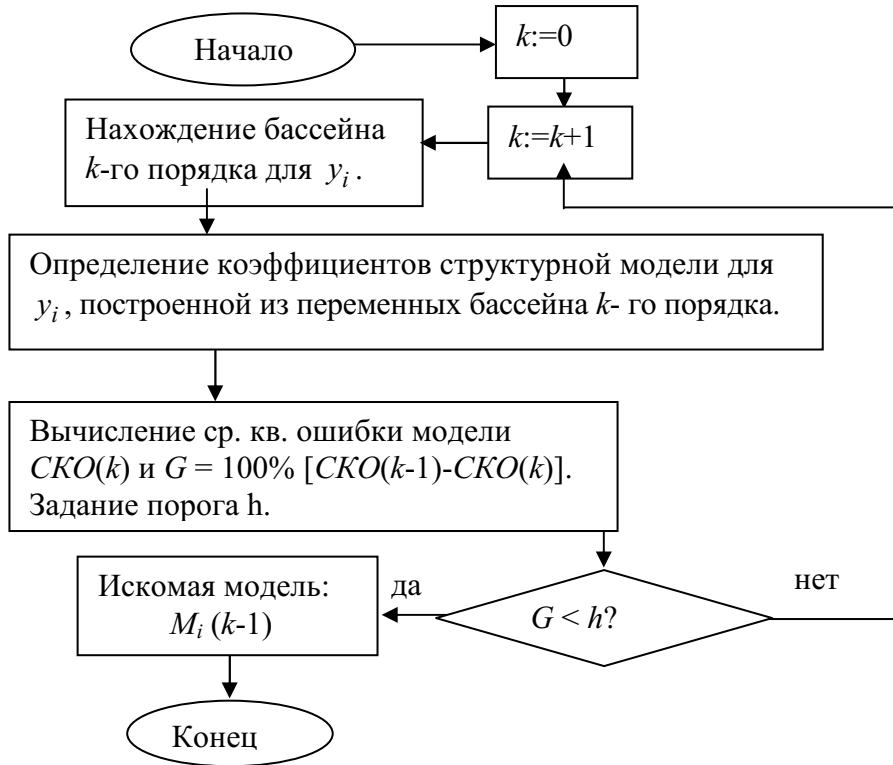 Начало
k:=0
k:=k+1
Нахождение бассейна
k-го порядка для y_i .
Определение коэффициентов структурной модели для
y_i , построенной из переменных бассейна k- го порядка.
Вычисление ср. кв. ошибки модели
СКО(k) и G = 100% [СКО(k-1)-СКО(k)].
Задание порога h.
G < h?
да
нет
Искомая модель:
M_i (k-1)
Конец